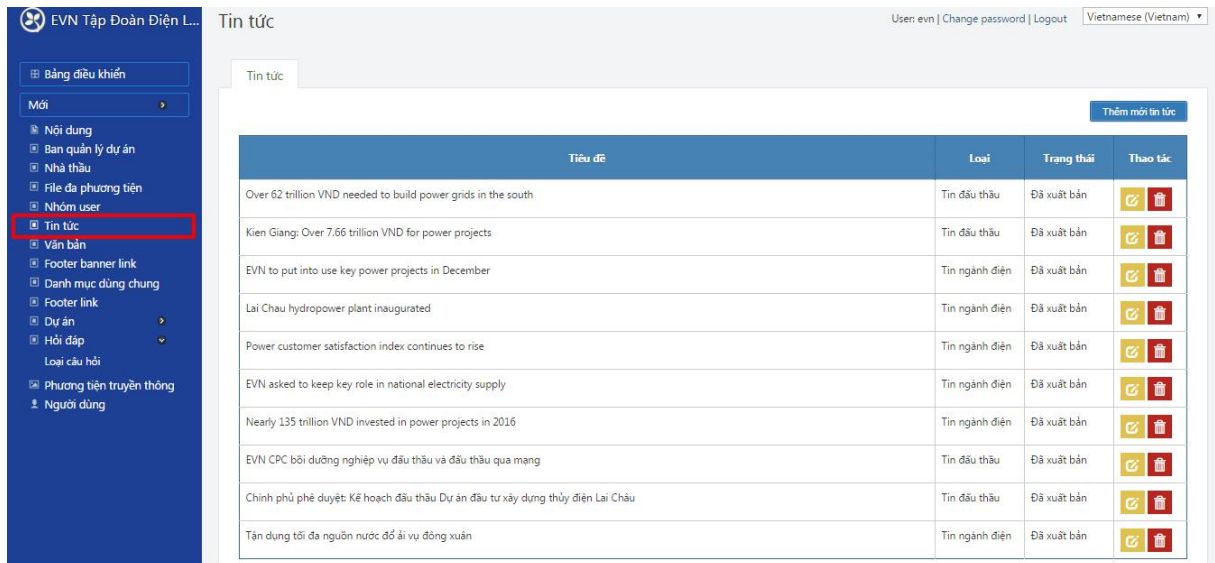 EVN Tập Đoàn Điện L...
Tin tức
User: evn | Change password | Logout
Vietnamese (Vietnam)
Bảng điều khiển
Mới
Nội dung
Ban quản lý dự án
Nhà thầu
File đa phương tiện
Nhóm user
Tin tức
Văn bản
Footer banner link
Danh mục dùng chung
Footer link
Dự án
Hỏi đáp
Loại câu hỏi
Phương tiện truyền thông
Người dùng
Tin tức
Thêm mới tin tức
Tiêu đề Loại Trạng thái Thao tác
Over 62 trillion VND needed to build power grids in the south Tin đấu thầu Đã xuất bản
Kien Giang: Over 7.66 trillion VND for power projects Tin đấu thầu Đã xuất bản
EVN to put into use key power projects in December Tin ngành điện Đã xuất bản
Lai Chau hydropower plant inaugurated Tin ngành điện Đã xuất bản
Power customer satisfaction index continues to rise Tin ngành điện Đã xuất bản
EVN asked to keep key role in national electricity supply Tin ngành điện Đã xuất bản
Nearly 135 trillion VND invested in power projects in 2016 Tin ngành điện Đã xuất bản
EVN CPC bồi dưỡng nghiệp vụ đấu thầu và đấu thầu qua mạng Tin đấu thầu Đã xuất bản
Chính phủ phê duyệt: Kế hoạch đấu thầu Dự án đầu tư xây dựng thủy điện Lai Châu Tin đấu thầu Đã xuất bản
Tận dụng tối đa nguồn nước đổ ải vụ đông xuân Tin ngành điện Đã xuất bản